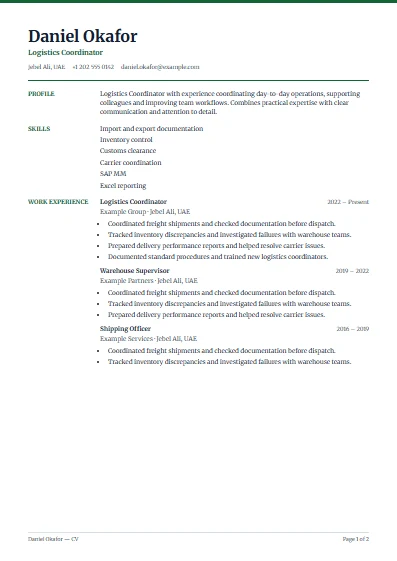 Daniel Okafor
Logistics Coordinator
Jebel Ali, UAE +1 202 555 0142 daniel.okafor@example.com
PROFILE
Logistics Coordinator with experience coordinating day-to-day operations, supporting
colleagues and improving team workflows. Combines practical expertise with clear
communication and attention to detail.
SKILLS
Import and export documentation
Inventory control
Customs clearance
Carrier coordination
SAP MM
Excel reporting
WORK EXPERIENCE
Logistics Coordinator 2022 – Present
Example Group · Jebel Ali, UAE
• Coordinated freight shipments and checked documentation before dispatch.
• Tracked inventory discrepancies and investigated failures with warehouse teams.
• Prepared delivery performance reports and helped resolve carrier issues.
• Documented standard procedures and trained new logistics coordinators.
Warehouse Supervisor 2019 – 2022
Example Partners · Jebel Ali, UAE
• Coordinated freight shipments and checked documentation before dispatch.
• Tracked inventory discrepancies and investigated failures with warehouse teams.
• Prepared delivery performance reports and helped resolve carrier issues.
Shipping Officer 2016 – 2019
Example Services · Jebel Ali, UAE
• Coordinated freight shipments and checked documentation before dispatch.
• Tracked inventory discrepancies and investigated failures with warehouse teams.
Daniel Okafor — CV Page 1 of 2